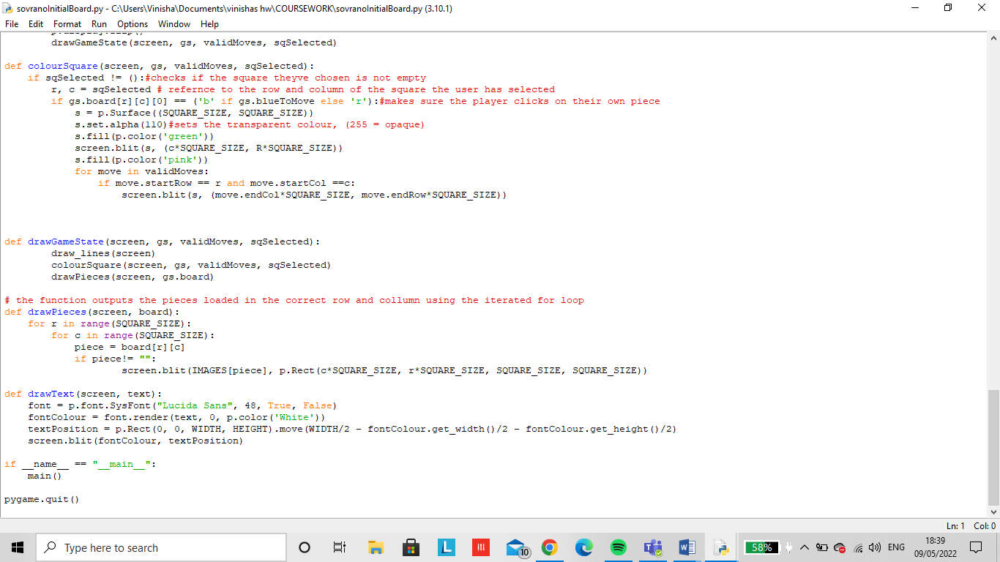 sovranoInitialBoard.py - C:\Users\Vinisha\Documents\vinishas hw\COURSEWORK\sovranoInitialBoard.py (3.10.1)
File Edit Format Run Options Window Help
        drawGameState(screen, gs, validMoves, sqSelected)

def colourSquare(screen, gs, validMoves, sqSelected):
    if sqSelected != ():#checks if the square theyve chosen is not empty
        r, c = sqSelected # refernce to the row and column of the square the user has selected
        if gs.board[r][c][0] == ('b' if gs.blueToMove else 'r'):#makes sure the player clicks on their own piece
            s = p.Surface((SQUARE_SIZE, SQUARE_SIZE))
            s.set.alpha(110)#sets the transparent colour, (255 = opaque)
            s.fill(p.color('green'))
            screen.blit(s, (c*SQUARE_SIZE, R*SQUARE_SIZE))
            s.fill(p.color('pink'))
            for move in validMoves:
                if move.startRow == r and move.startCol ==c:
                    screen.blit(s, (move.endCol*SQUARE_SIZE, move.endRow*SQUARE_SIZE))

def drawGameState(screen, gs, validMoves, sqSelected):
        draw_lines(screen)
        colourSquare(screen, gs, validMoves, sqSelected)
        drawPieces(screen, gs.board)

# the function outputs the pieces loaded in the correct row and collumn using the iterated for loop
def drawPieces(screen, board):
    for r in range(SQUARE_SIZE):
        for c in range(SQUARE_SIZE):
            piece = board[r][c]
            if piece!= "":
                    screen.blit(IMAGES[piece], p.Rect(c*SQUARE_SIZE, r*SQUARE_SIZE, SQUARE_SIZE, SQUARE_SIZE))

def drawText(screen, text):
    font = p.font.SysFont("Lucida Sans", 48, True, False)
    fontColour = font.render(text, 0, p.color('White'))
    textPosition = p.Rect(0, 0, WIDTH, HEIGHT).move(WIDTH/2 - fontColour.get_width()/2 - fontColour.get_height()/2)
    screen.blit(fontColour, textPosition)

if __name__ == "__main__":
    main()

pygame.quit()
Ln: 1 Col: 0
Type here to search
L
10
58%
ENG
18:39
09/05/2022